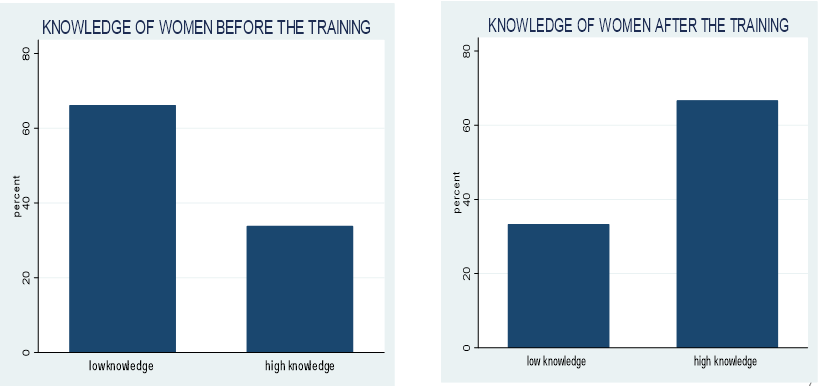 KNOWLEDGE OF WOMEN BEFORE THE TRAINING
80
60
40
20
0
percent
lowknowledge
high knowledge
KNOWLEDGE OF WOMEN AFTER THE TRAINING
80
60
40
20
0
percent
low knowledge
high knowledge